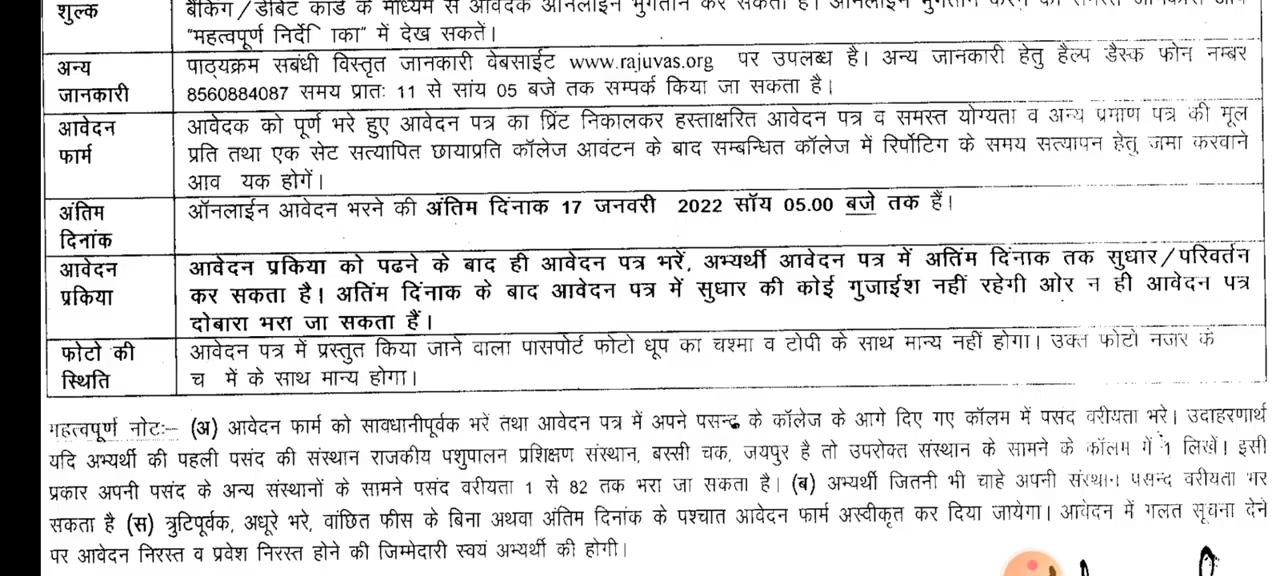 शुल्क
बैंकिंग/डेबिट कार्ड के माध्यम से आवेदक ऑनलाइन भुगतान कर सकता है। ऑनलाइन भुगतान करने की समस्त जानकारी आप
"महत्वपूर्ण निर्दे िाका" में देख सकतें।
अन्य
जानकारी
पाठ्यक्रम सबंधी विस्तृत जानकारी वेबसाईट www.rajuvas.org पर उपलब्ध है। अन्य जानकारी हेतु हैल्प डैस्क फोन नम्बर
8560884087 समय प्रातः 11 से सांय 05 बजे तक सम्पर्क किया जा सकता है।
आवेदन
फार्म
आवेदक को पूर्ण भरे हुए आवेदन पत्र का प्रिंट निकालकर हस्ताक्षरित आवेदन पत्र व समस्त योग्यता व अन्य प्रमाण पत्र की मूल
प्रति तथा एक सेट सत्यापित छायाप्रति कॉलेज आवंटन के बाद सम्बन्धित कॉलेज में रिर्पोटिंग के समय सत्यापन हेतु जमा करवाने
आव यक होगें।
अंतिम
दिनांक
ऑनलाईन आवेदन भरने की अंतिम दिंनाक 17 जनवरी 2022 सॉय 05.00 बजे तक हैं।
आवेदन
प्रकिया
आवेदन प्रकिया को पढने के बाद ही आवेदन पत्र भरें, अभ्यर्थी आवेदन पत्र में अतिंम दिंनाक तक सुधार/परिवर्तन
कर सकता है। अतिंम दिंनाक के बाद आवेदन पत्र में सुधार की कोई गुजाईश नहीं रहेगी ओर न ही आवेदन पत्र
दोबारा भरा जा सकता हैं।
फोटो की
स्थिति
आवेदन पत्र में प्रस्तुत किया जाने वाला पासपोर्ट फोटो धूप का चश्मा व टोपी के साथ मान्य नहीं होगा। उक्त फोटो नजर के
च में के साथ मान्य होगा।
महत्वपूर्ण नोटः– (अ) आवेदन फार्म को सावधानीपूर्वक भरें तथा आवेदन पत्र में अपने पसन्द के कॉलेज के आगे दिए गए कॉलम में पसद वरीयता भरे। उदाहरणार्थ
यदि अभ्यर्थी की पहली पसंद की संस्थान राजकीय पशुपालन प्रशिक्षण संस्थान, बस्सी चक, जयपुर है तो उपरोक्त संस्थान के सामने के कॉलम में 1 लिखें। इसी
प्रकार अपनी पसंद के अन्य संस्थानों के सामने पसंद वरीयता 1 से 82 तक भरा जा सकता है। (ब) अभ्यर्थी जितनी भी चाहे अपनी संस्थान पसन्द वरीयता भर
सकता है (स) त्रुटिपूर्वक, अधूरे भरे, वांछित फीस के बिना अथवा अंतिम दिनांक के पश्चात आवेदन फार्म अस्वीकृत कर दिया जायेगा। आवेदन में गलत सूचना देने
पर आवेदन निरस्त व प्रवेश निरस्त होने की जिम्मेदारी स्वयं अभ्यर्थी की होगी।